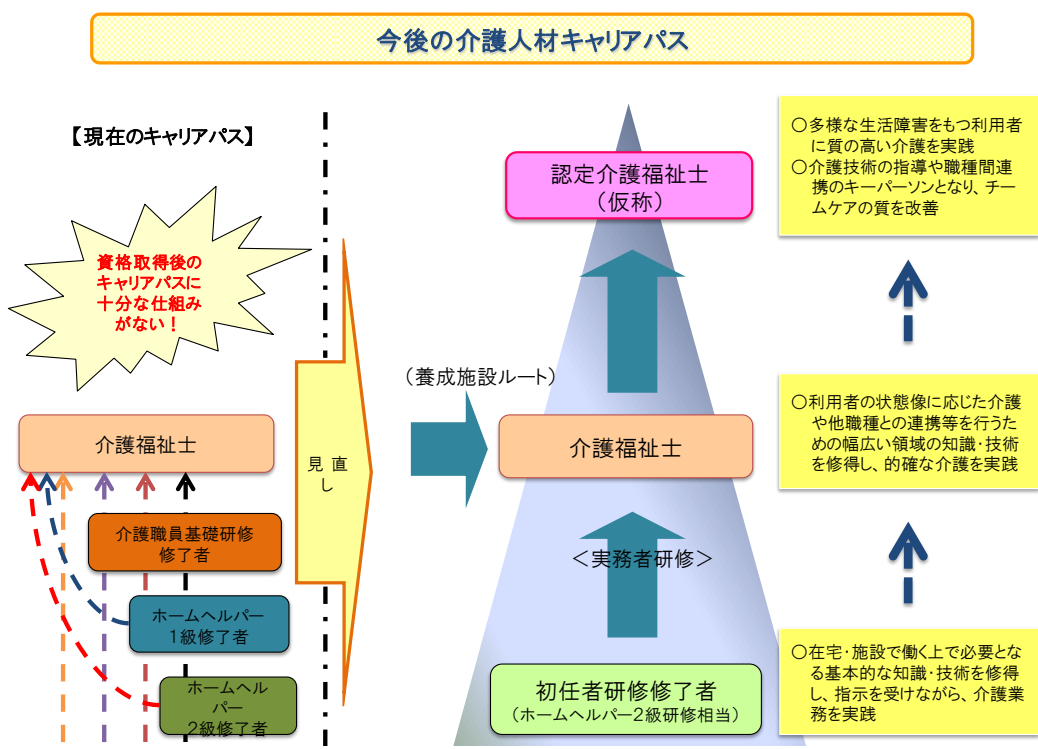 今後の介護人材キャリアパス
【現在のキャリアパス】
資格取得後の
キャリアパスに
十分な仕組み
がない！
介護福祉士
介護職員基礎研修
修了者
ホームヘルパー
1級修了者
ホームヘル
パー
2級修了者
見 直
し
（養成施設ルート）
認定介護福祉士
（仮称）
介護福祉士
＜実務者研修＞
初任者研修修了者
（ホームヘルパー2級研修相当）
○多様な生活障害をもつ利用者
に質の高い介護を実践
○介護技術の指導や職種間連
携のキーパーソンとなり、チー
ムケアの質を改善
○利用者の状態像に応じた介護
や他職種との連携等を行うた
めの幅広い領域の知識・技術
を修得し、的確な介護を実践
○在宅・施設で働く上で必要とな
る基本的な知識・技術を修得
し、指示を受けながら、介護業
務を実践